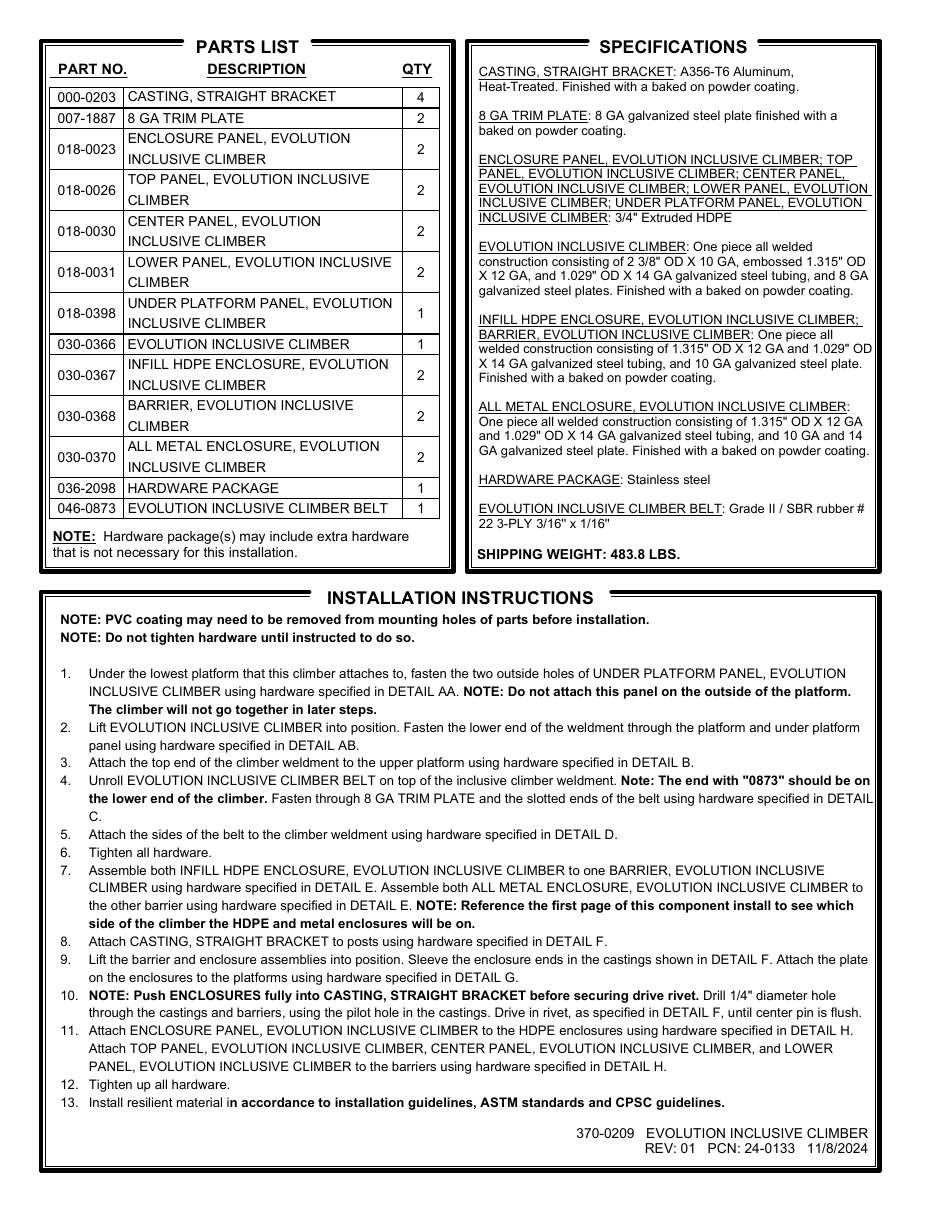 PARTS LIST
PART NO. DESCRIPTION QTY
000-0203 CASTING, STRAIGHT BRACKET 4
007-1887 8 GA TRIM PLATE 2
018-0023 ENCLOSURE PANEL, EVOLUTION
INCLUSIVE CLIMBER 2
018-0026 TOP PANEL, EVOLUTION INCLUSIVE
CLIMBER 2
018-0030 CENTER PANEL, EVOLUTION
INCLUSIVE CLIMBER 2
018-0031 LOWER PANEL, EVOLUTION INCLUSIVE
CLIMBER 2
018-0398 UNDER PLATFORM PANEL, EVOLUTION
INCLUSIVE CLIMBER 1
030-0366 EVOLUTION INCLUSIVE CLIMBER 1
030-0367 INFILL HDPE ENCLOSURE, EVOLUTION
INCLUSIVE CLIMBER 2
030-0368 BARRIER, EVOLUTION INCLUSIVE
CLIMBER 2
030-0370 ALL METAL ENCLOSURE, EVOLUTION
INCLUSIVE CLIMBER 2
036-2098 HARDWARE PACKAGE 1
046-0873 EVOLUTION INCLUSIVE CLIMBER BELT 1
NOTE: Hardware package(s) may include extra hardware
that is not necessary for this installation.
SPECIFICATIONS
CASTING, STRAIGHT BRACKET: A356-T6 Aluminum,
Heat-Treated. Finished with a baked on powder coating.
8 GA TRIM PLATE: 8 GA galvanized steel plate finished with a
baked on powder coating.
ENCLOSURE PANEL, EVOLUTION INCLUSIVE CLIMBER; TOP
PANEL, EVOLUTION INCLUSIVE CLIMBER; CENTER PANEL,
EVOLUTION INCLUSIVE CLIMBER; LOWER PANEL, EVOLUTION
INCLUSIVE CLIMBER; UNDER PLATFORM PANEL, EVOLUTION
INCLUSIVE CLIMBER: 3/4" Extruded HDPE
EVOLUTION INCLUSIVE CLIMBER: One piece all welded
construction consisting of 2 3/8" OD X 10 GA, embossed 1.315" OD
X 12 GA, and 1.029" OD X 14 GA galvanized steel tubing, and 8 GA
galvanized steel plates. Finished with a baked on powder coating.
INFILL HDPE ENCLOSURE, EVOLUTION INCLUSIVE CLIMBER;
BARRIER, EVOLUTION INCLUSIVE CLIMBER: One piece all
welded construction consisting of 1.315" OD X 12 GA and 1.029" OD
X 14 GA galvanized steel tubing, and 10 GA galvanized steel plate.
Finished with a baked on powder coating.
ALL METAL ENCLOSURE, EVOLUTION INCLUSIVE CLIMBER:
One piece all welded construction consisting of 1.315" OD X 12 GA
and 1.029" OD X 14 GA galvanized steel tubing, and 10 GA and 14
GA galvanized steel plate. Finished with a baked on powder coating.
HARDWARE PACKAGE: Stainless steel
EVOLUTION INCLUSIVE CLIMBER BELT: Grade II / SBR rubber #
22 3-PLY 3/16" x 1/16"
SHIPPING WEIGHT: 483.8 LBS.
INSTALLATION INSTRUCTIONS
NOTE: PVC coating may need to be removed from mounting holes of parts before installation.
NOTE: Do not tighten hardware until instructed to do so.
1. Under the lowest platform that this climber attaches to, fasten the two outside holes of UNDER PLATFORM PANEL, EVOLUTION
INCLUSIVE CLIMBER using hardware specified in DETAIL AA. NOTE: Do not attach this panel on the outside of the platform.
The climber will not go together in later steps.
2. Lift EVOLUTION INCLUSIVE CLIMBER into position. Fasten the lower end of the weldment through the platform and under platform
panel using hardware specified in DETAIL AB.
3. Attach the top end of the climber weldment to the upper platform using hardware specified in DETAIL B.
4. Unroll EVOLUTION INCLUSIVE CLIMBER BELT on top of the inclusive climber weldment. Note: The end with "0873" should be on
the lower end of the climber. Fasten through 8 GA TRIM PLATE and the slotted ends of the belt using hardware specified in DETAIL
C.
5. Attach the sides of the belt to the climber weldment using hardware specified in DETAIL D.
6. Tighten all hardware.
7. Assemble both INFILL HDPE ENCLOSURE, EVOLUTION INCLUSIVE CLIMBER to one BARRIER, EVOLUTION INCLUSIVE
CLIMBER using hardware specified in DETAIL E. Assemble both ALL METAL ENCLOSURE, EVOLUTION INCLUSIVE CLIMBER to
the other barrier using hardware specified in DETAIL E. NOTE: Reference the first page of this component install to see which
side of the climber the HDPE and metal enclosures will be on.
8. Attach CASTING, STRAIGHT BRACKET to posts using hardware specified in DETAIL F.
9. Lift the barrier and enclosure assemblies into position. Sleeve the enclosure ends in the castings shown in DETAIL F. Attach the plate
on the enclosures to the platforms using hardware specified in DETAIL G.
10. NOTE: Push ENCLOSURES fully into CASTING, STRAIGHT BRACKET before securing drive rivet. Drill 1/4" diameter hole
through the castings and barriers, using the pilot hole in the castings. Drive in rivet, as specified in DETAIL F, until center pin is flush.
11. Attach ENCLOSURE PANEL, EVOLUTION INCLUSIVE CLIMBER to the HDPE enclosures using hardware specified in DETAIL H.
Attach TOP PANEL, EVOLUTION INCLUSIVE CLIMBER, CENTER PANEL, EVOLUTION INCLUSIVE CLIMBER, and LOWER
PANEL, EVOLUTION INCLUSIVE CLIMBER to the barriers using hardware specified in DETAIL H.
12. Tighten up all hardware.
13. Install resilient material in accordance to installation guidelines, ASTM standards and CPSC guidelines.
370-0209 EVOLUTION INCLUSIVE CLIMBER
REV: 01 PCN: 24-0133 11/8/2024